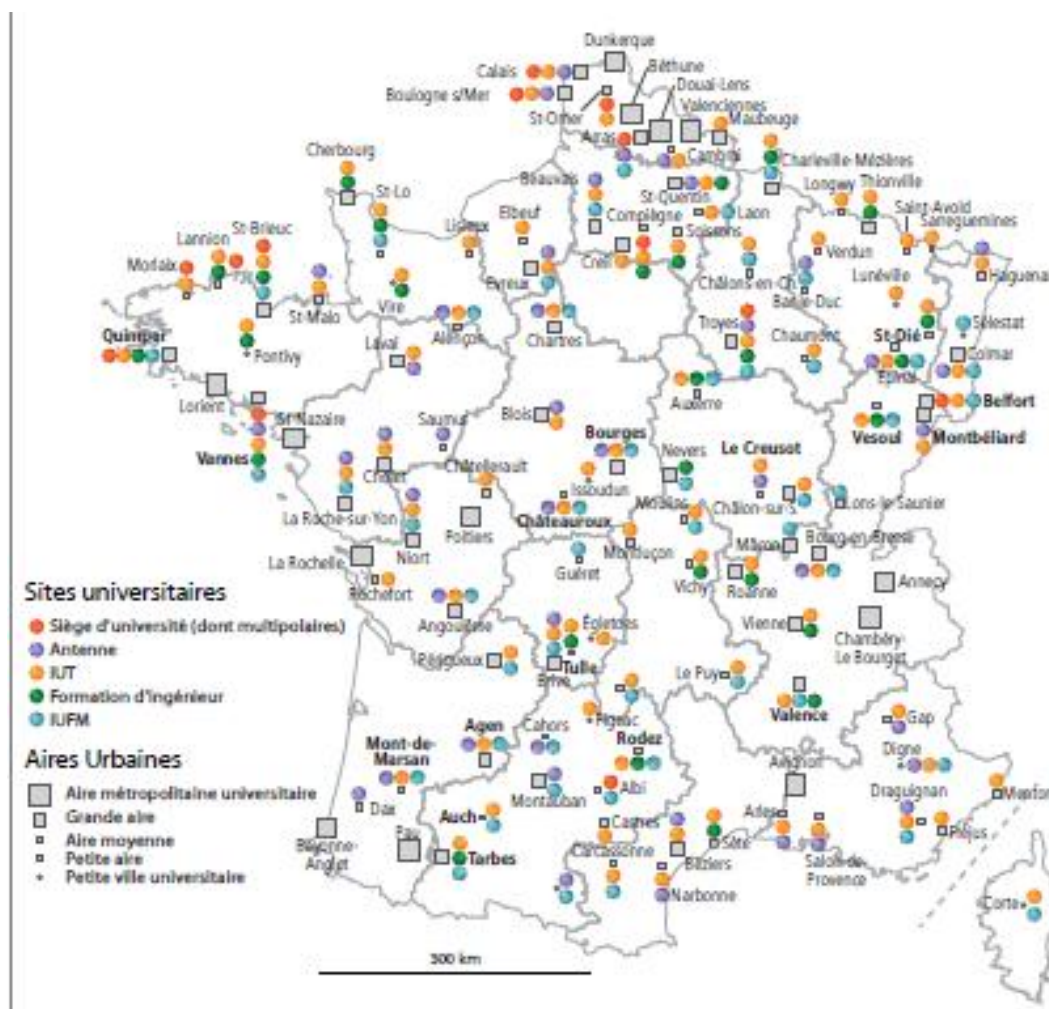 Dunkerque
Calais
Béthune
Boulogne s/Mer
Douai-Lens
St-Omer
Valenciennes
Maubeuge
Arras
Cherbourg
Cambrai
Charleville-Mézières
Beauvais
St-Lo
St-Quentin
Longwy
Thionville
Elbeuf
Compiègne
Laon
Saint-Avold
Lisieux
Soissons
Sarreguemines
St-Brieuc
Lannion
Verdun
Morlaix
Creil
Châlons-en-Ch.
Lunéville
Haguenau
Evreux
Bar-le-Duc
Vire
St-Malo
Sélestat
Alençon
Troyes
Chaumont
St-Dié
Quimper
Pontivy
Laval
Chartres
Colmar
Epinal
Auxerre
Lorient
Blois
Belfort
St-Nazaire
Saumur
Bourges
Vesoul
Montbéliard
Vannes
Nevers
Le Creusot
Cholet
Châtellerault
Issoudun
La Roche-sur-Yon
Châteauroux
Moulins
Châlon-sur-S.
Lons-le-Saunier
Poitiers
Niort
Montluçon
Mâcon
Bourg-en-Bresse
La Rochelle
Guéret
Annecy
Rochefort
Vichy
Roanne
Sites universitaires
Siège d'université (dont multipolaires)
Antenne
IUT
Formation d'ingénieur
IUFM
Angoulême
Vienne
Chambéry-
Le Bourget
Périgueux
Tulle
Brive
Le Puy
Valence
Figeac
Gap
Agen
Cahors
Rodez
Mont-de-
Marsan
Avignon
Digne
Aires Urbaines
Aire métropolitaine universitaire
Grande aire
Aire moyenne
Petite aire
Petite ville universitaire
Montauban
Albi
Draguignan
Menton
Dax
Auch
Castres
Arles
Bayonne-
Anglet
Pau
Carcassonne
Sète
Fréjus
Tarbes
Béziers
Salon-de-
Provence
Narbonne
Corte
300 km